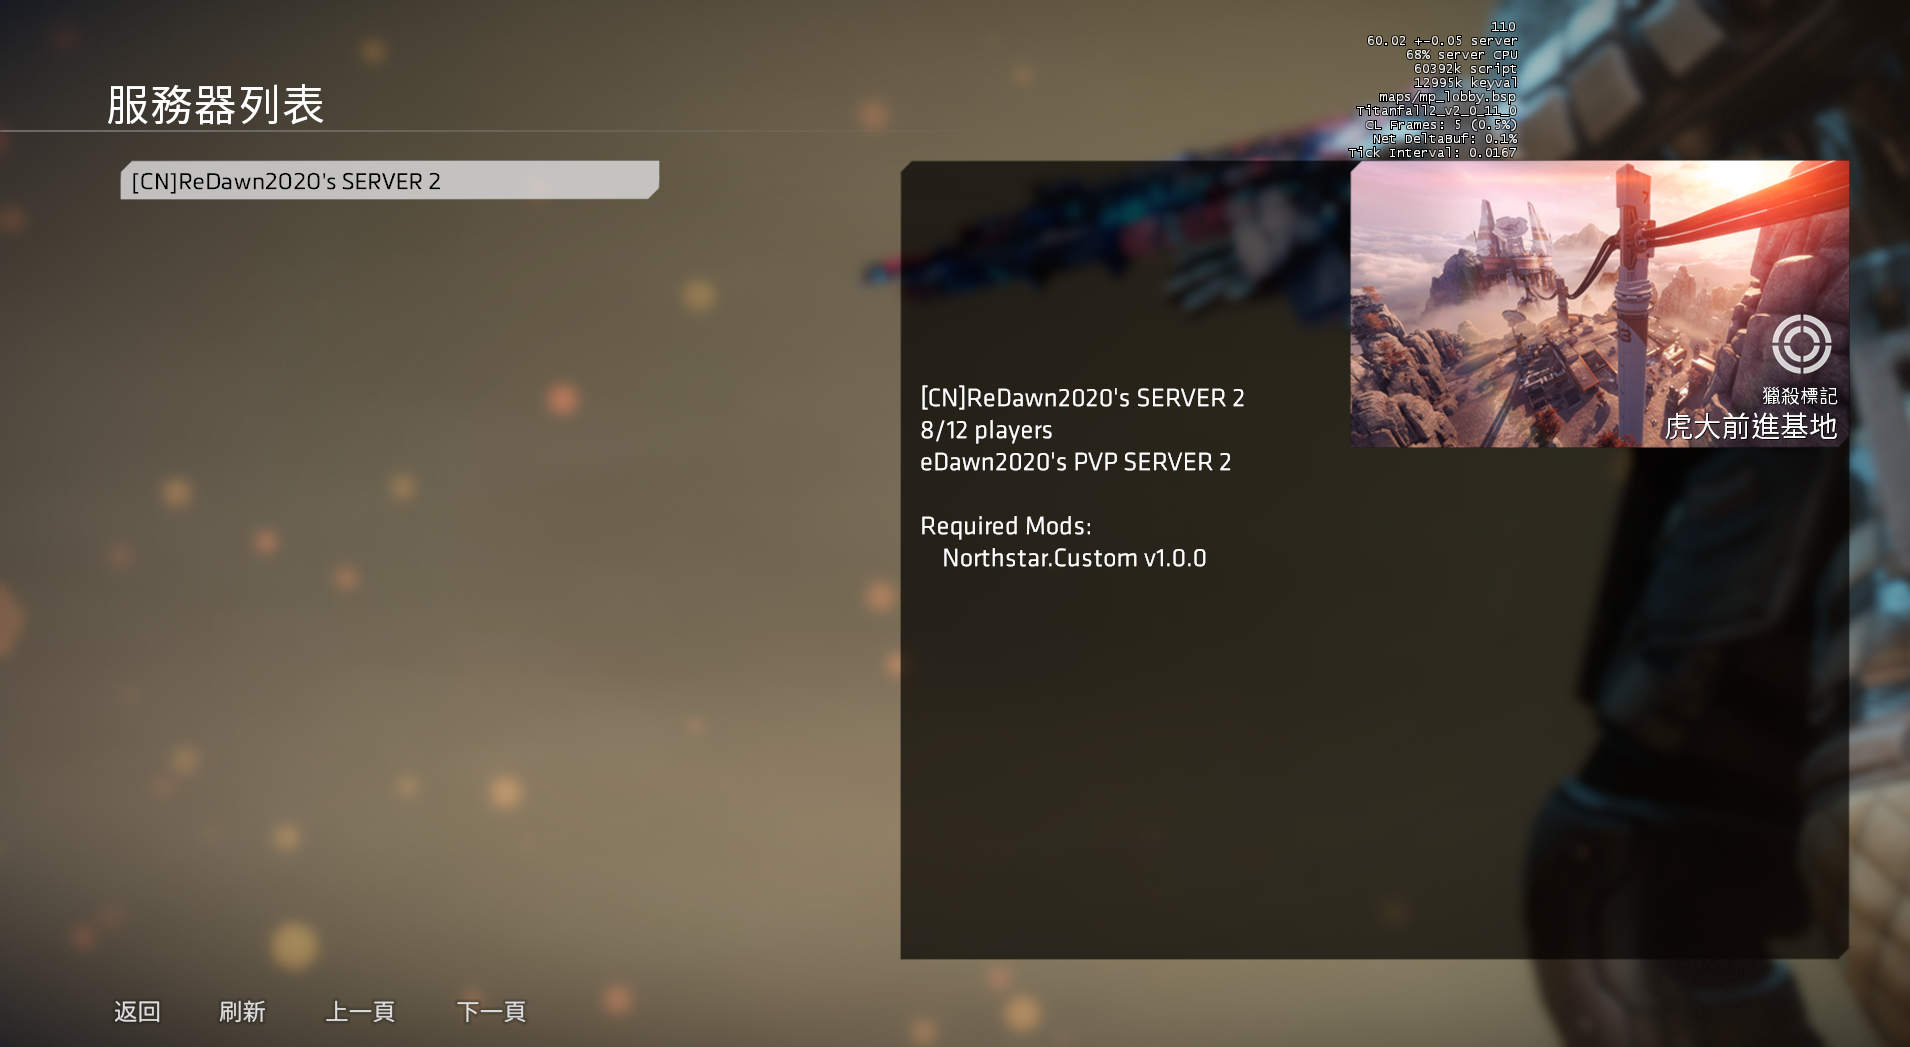 110
60.02 +-0.05 server
68% server CPU
60392k script
12995k keyval
maps/mp_lobby.bsp
Titanfall2_v2_0_11_0
CL Frames: 5 (0.5%)
Net DeltaBuf: 0.1%
Tick Interval: 0.0167
服務器列表
[CN]ReDawn2020's SERVER 2
獵殺標記
虎大前進基地
[CN]ReDawn2020's SERVER 2
8/12 players
eDawn2020's PVP SERVER 2
Required Mods:
Northstar.Custom v1.0.0
返回 刷新 上一頁 下一頁